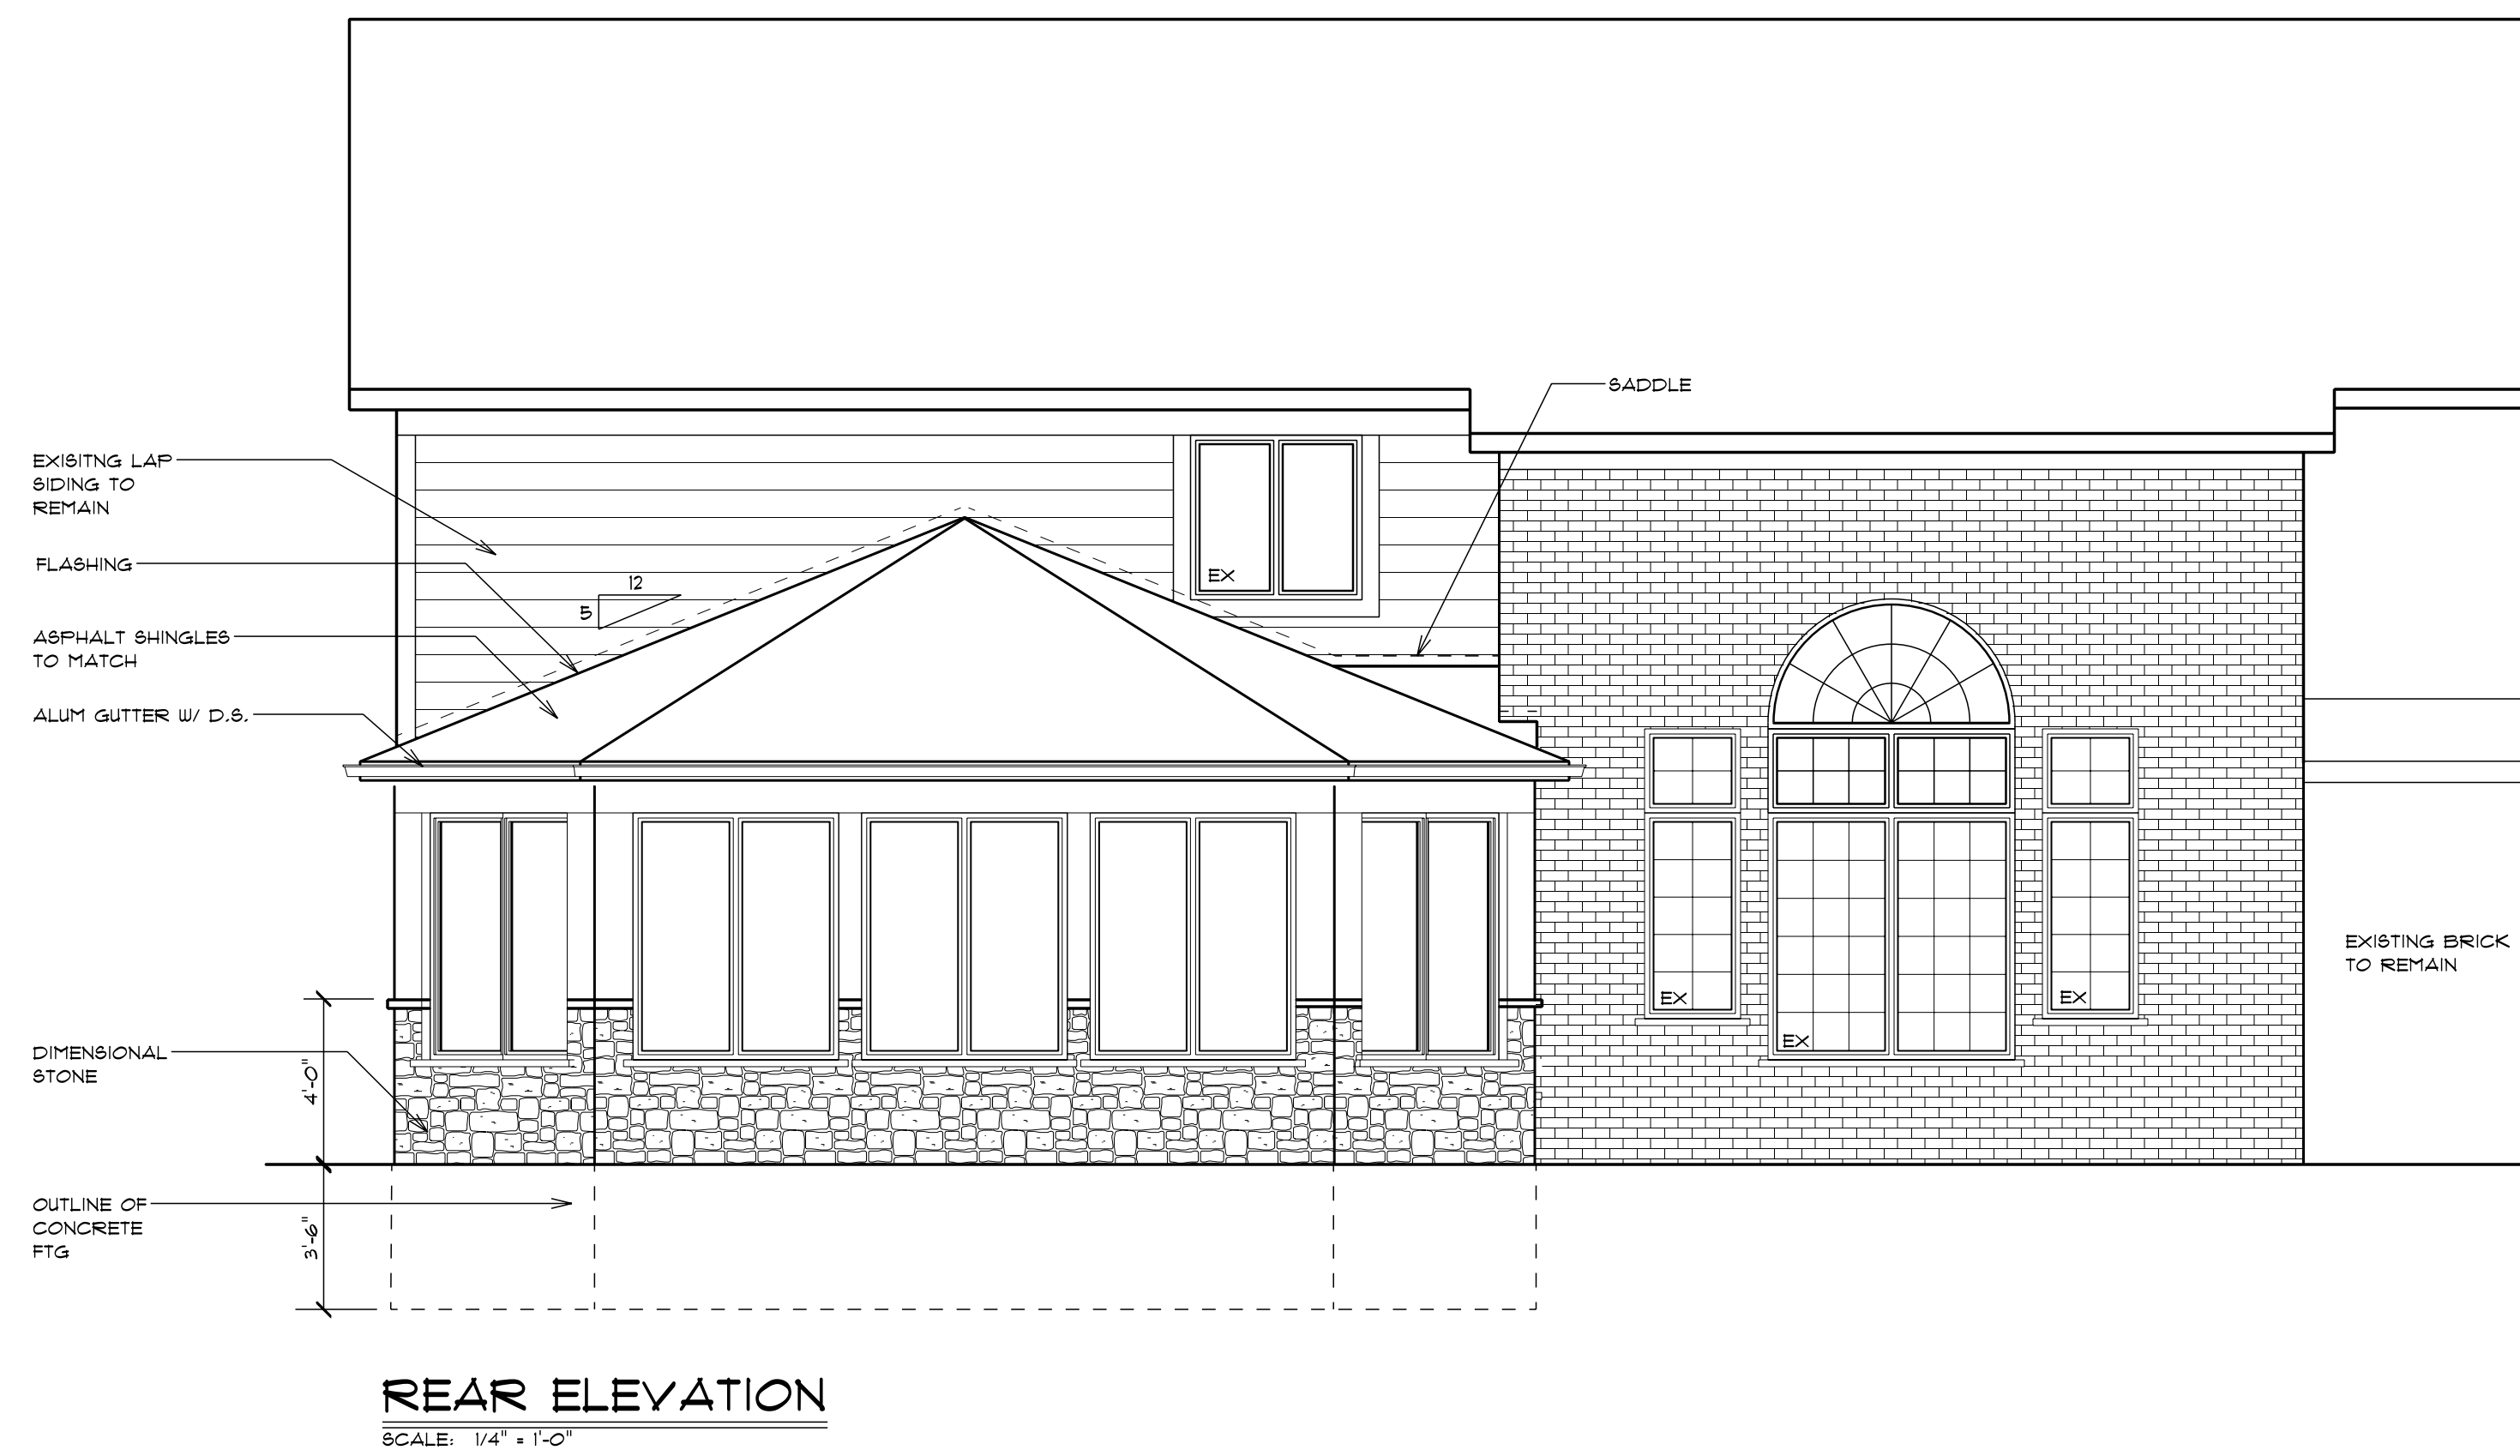 SADDLE
EXISITNG LAP
SIDING TO
REMAIN
FLASHING
EX
12
5
ASPHALT SHINGLES
TO MATCH
ALUM GUTTER W/ D.S.
EXISTING BRICK
TO REMAIN
EX
EX
EX
DIMENSIONAL
STONE
4'-0"
OUTLINE OF
CONCRETE
FTG
3'-6"
REAR ELEVATION
SCALE: 1/4" = 1'-0"